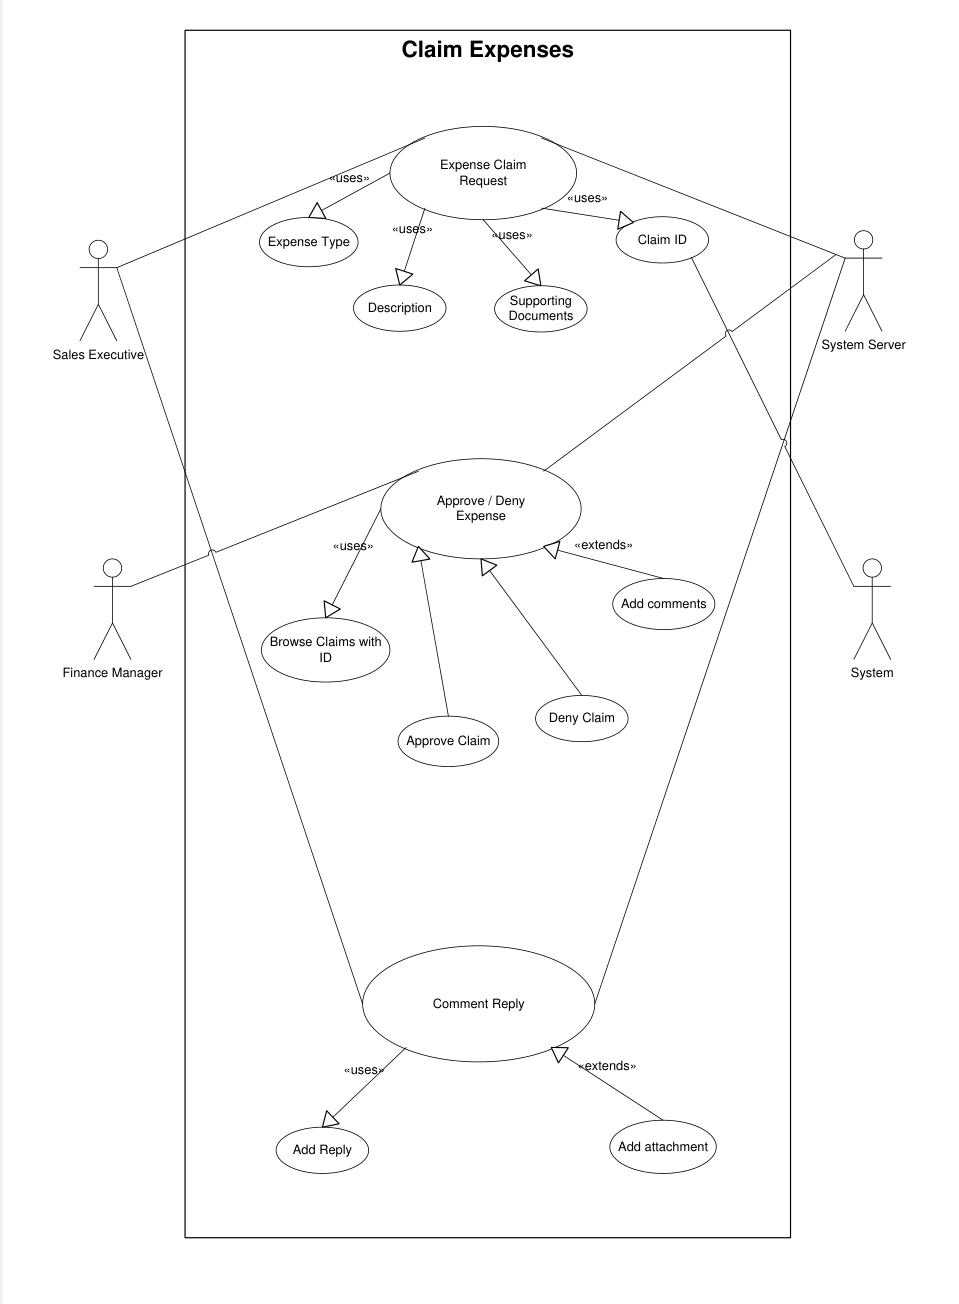 Claim Expenses
Expense Claim
Request
«uses»
«uses»
«uses»
«uses»
Expense Type
Claim ID
Description
Supporting
Documents
Sales Executive
System Server
Approve / Deny
Expense
«uses»
«extends»
Add comments
Browse Claims with
ID
Finance Manager
System
Deny Claim
Approve Claim
Comment Reply
«uses»
«extends»
Add Reply
Add attachment